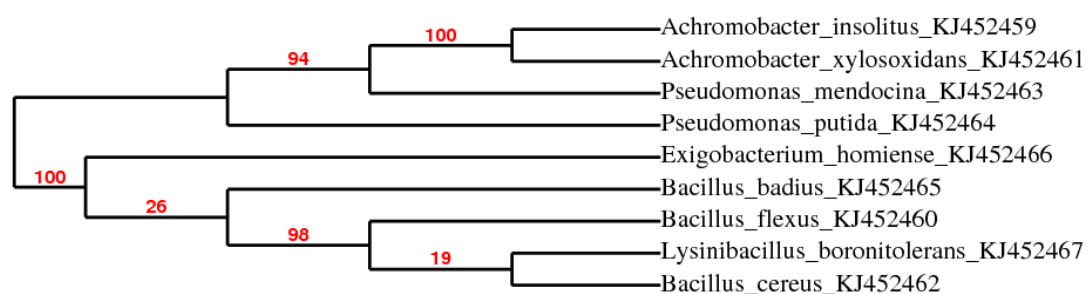 Achromobacter_insolitus_KJ452459
100
Achromobacter_xylosoxidans_KJ452461
94
Pseudomonas_mendocina_KJ452463
Pseudomonas_putida_KJ452464
Exigobacterium_homiense_KJ452466
100
Bacillus_badius_KJ452465
26
Bacillus_flexus_KJ452460
98
Lysinibacillus_boronitolerans_KJ452467
19
Bacillus_cereus_KJ452462